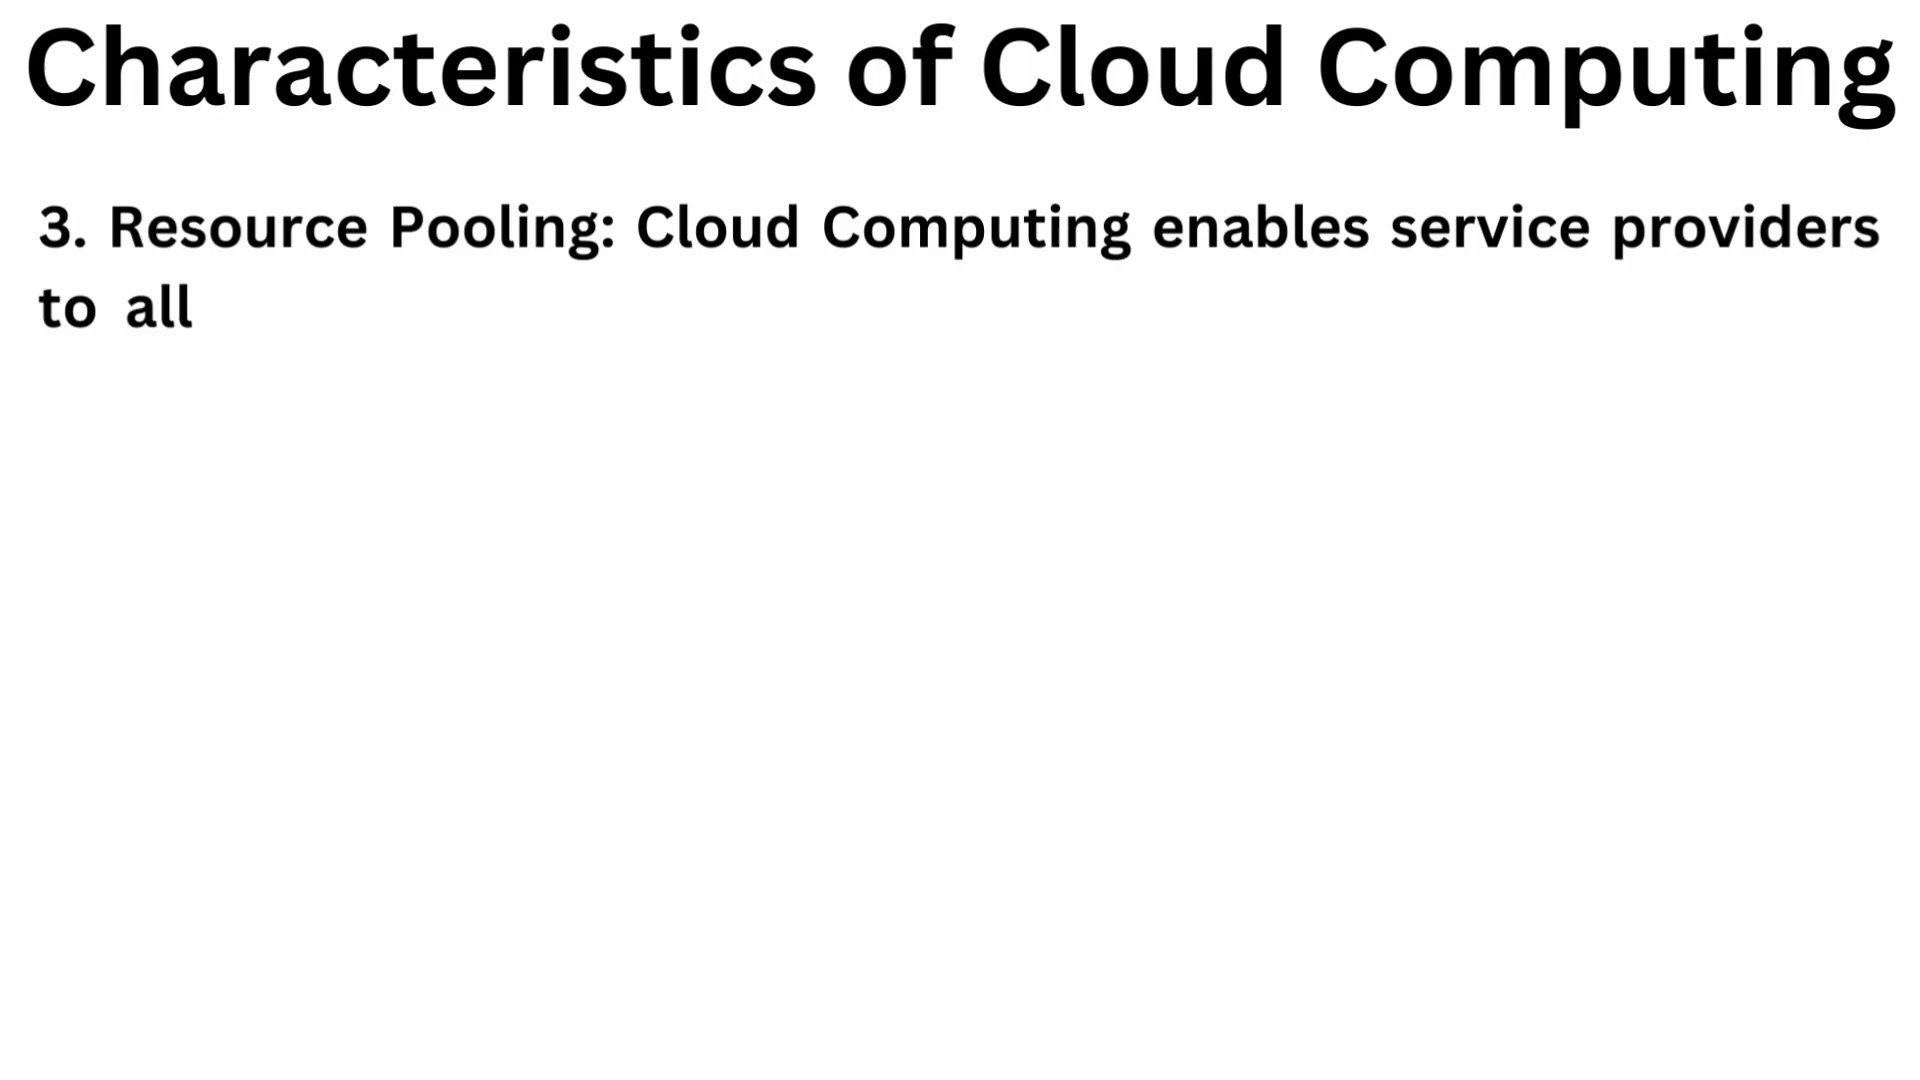 Characteristics of Cloud Computing
3. Resource Pooling: Cloud Computing enables service providers
to all